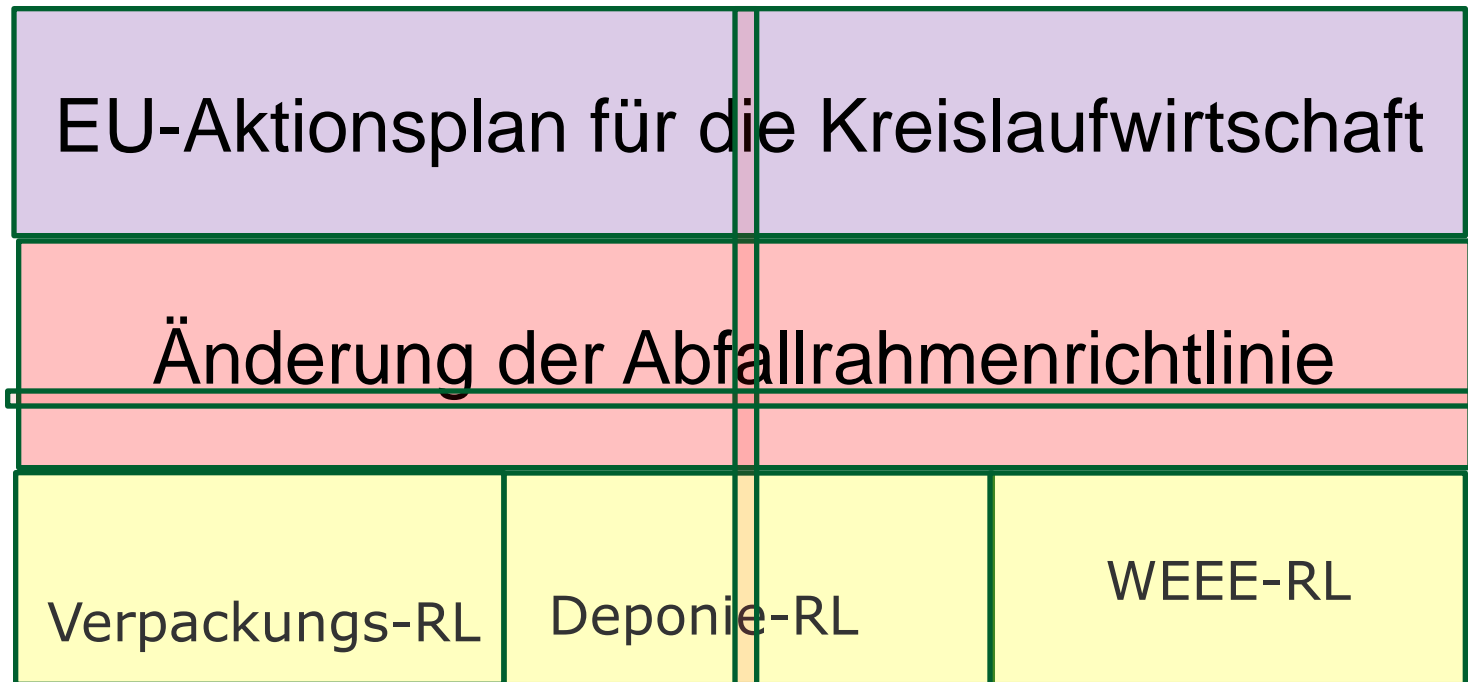 EU-Aktionsplan für die Kreislaufwirtschaft
Änderung der Abfallrahmenrichtlinie
Verpackungs-RL
Deponie-RL
WEEE-RL